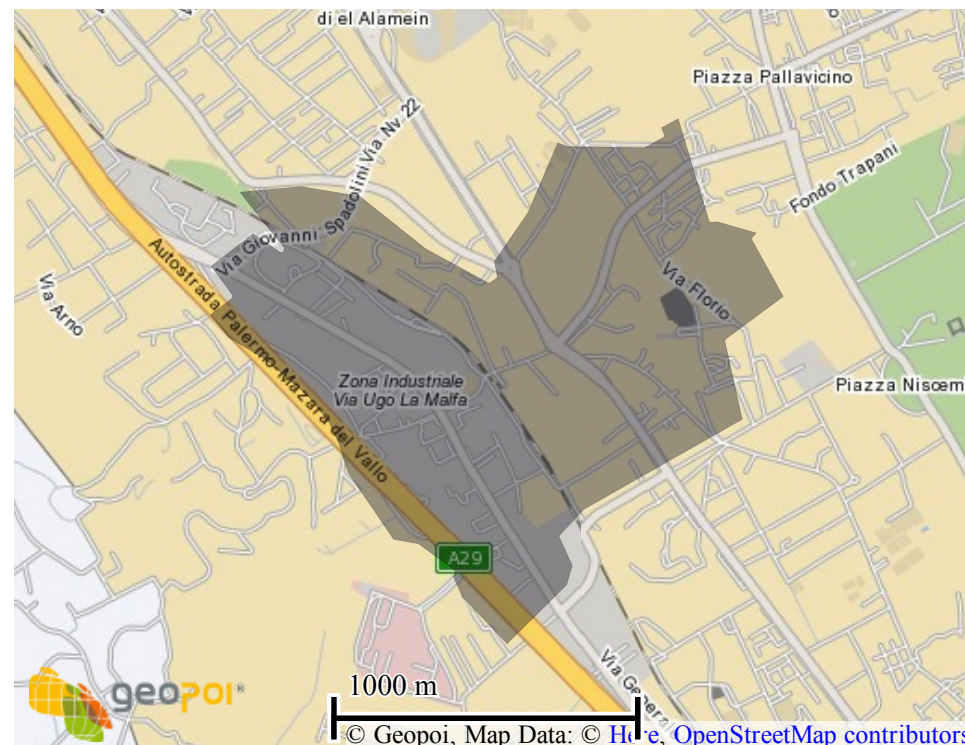 di el Alamein
Piazza Pallavicino
Via Nv 22
Fondo Trapani
Via Giovanni Spadolini
Autostrada Palermo-Mazara del Vallo
Via Arno
Via Florio
Zona Industriale
Via Ugo La Malfa
Piazza Niscem
A29
Via Genera
geopoi®
1000 m
© Geopoi, Map Data: © Here, OpenStreetMap contributors